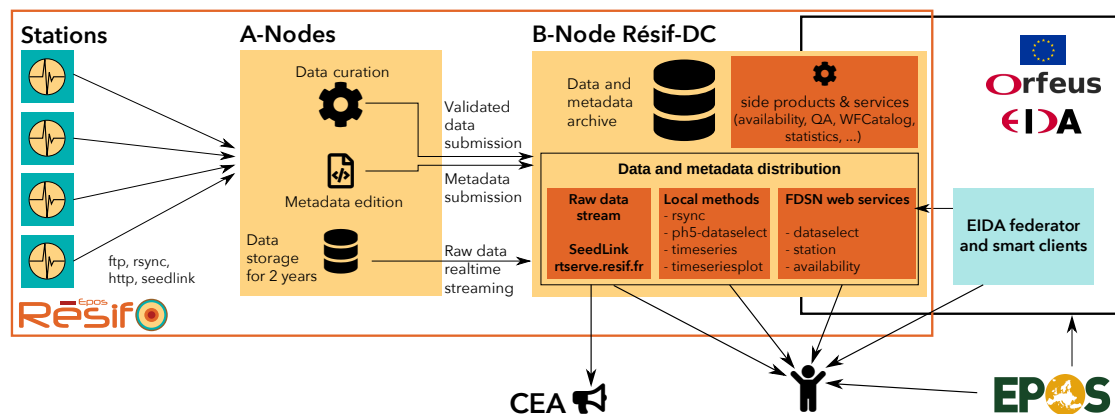 Stations
A-Nodes
B-Node Résif-DC
Data curation
Metadata edition
Data
storage
for 2 years
ftp, rsync,
http, seedlink
Validated
data
submission
Metadata
submission
Raw data
realtime
streaming
Data and
metadata
archive
side products & services
(availability, QA, WFCatalog,
statistics, ...)
Data and metadata distribution
Raw data
stream
SeedLink
rtserve.resif.fr
Local methods
- rsync
- ph5-dataselect
- timeseries
- timeseriesplot
FDSN web services
- dataselect
- station
- availability
Orfeus
EIDA
EIDA federator
and smart clients
Epos
Résif
CEA
EPOS